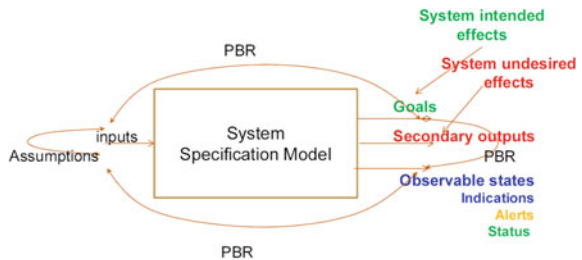 System intended
effects
PBR
System undesired
effects
Goals
inputs
System
Specification Model
Secondary outputs
Assumptions
PBR
Observable states
Indications
Alerts
Status
PBR